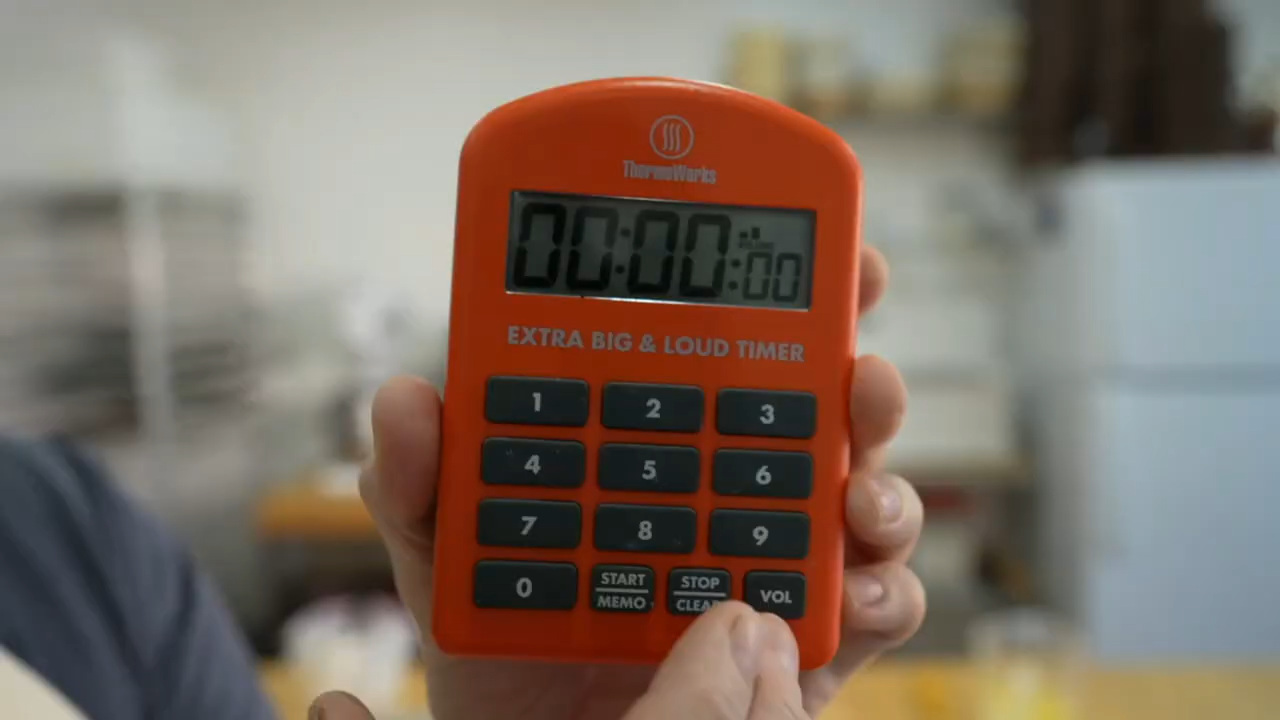 ThermoWorks
00:00:00
EXTRA BIG & LOUD TIMER
1 2 3
4 5 6
7 8 9
0 START MEMO STOP CLEAR VOL